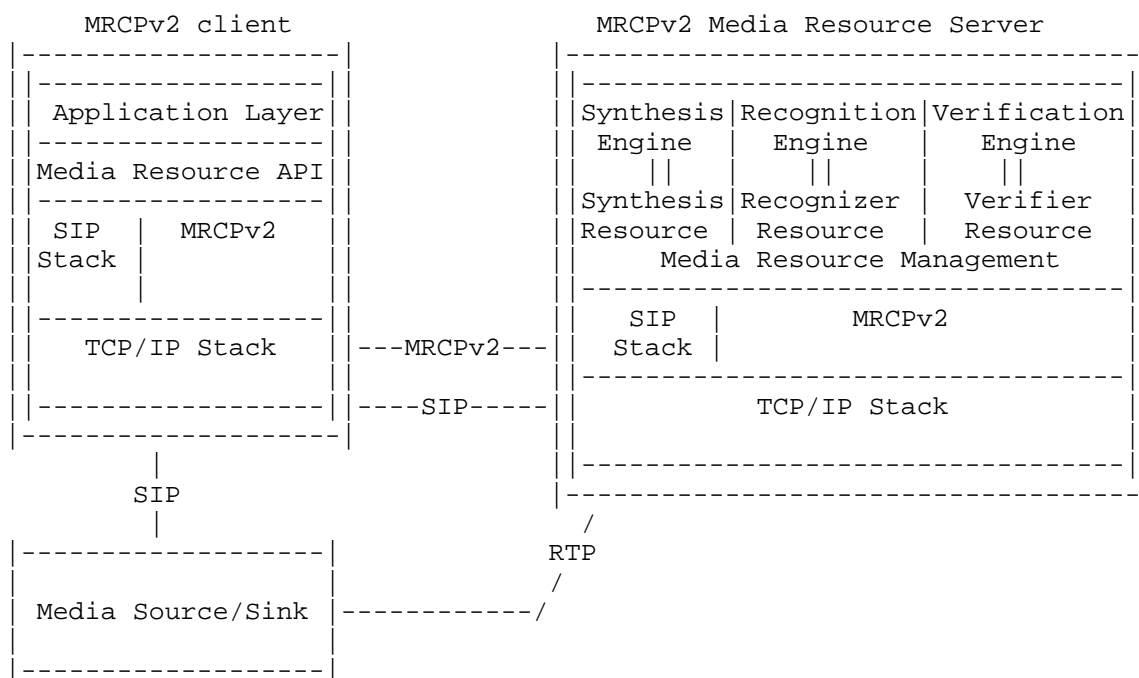 MRCPv2 client MRCPv2 Media Resource Server
Application Layer Synthesis Recognition Verification
Engine Engine Engine
Media Resource API
Synthesis Recognizer Verifier
SIP MRCPv2 Resource Resource Resource
Stack Media Resource Management
SIP MRCPv2
TCP/IP Stack ---MRCPv2--- Stack
----SIP----- TCP/IP Stack
SIP
RTP
Media Source/Sink